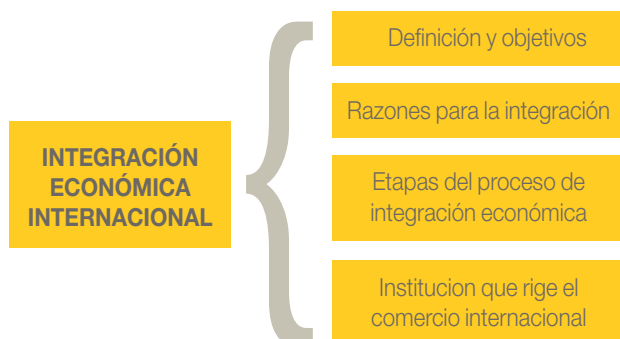 INTEGRACIÓN
ECONÓMICA
INTERNACIONAL
Definición y objetivos
Razones para la integración
Etapas del proceso de
integración económica
Institucion que rige el
comercio internacional